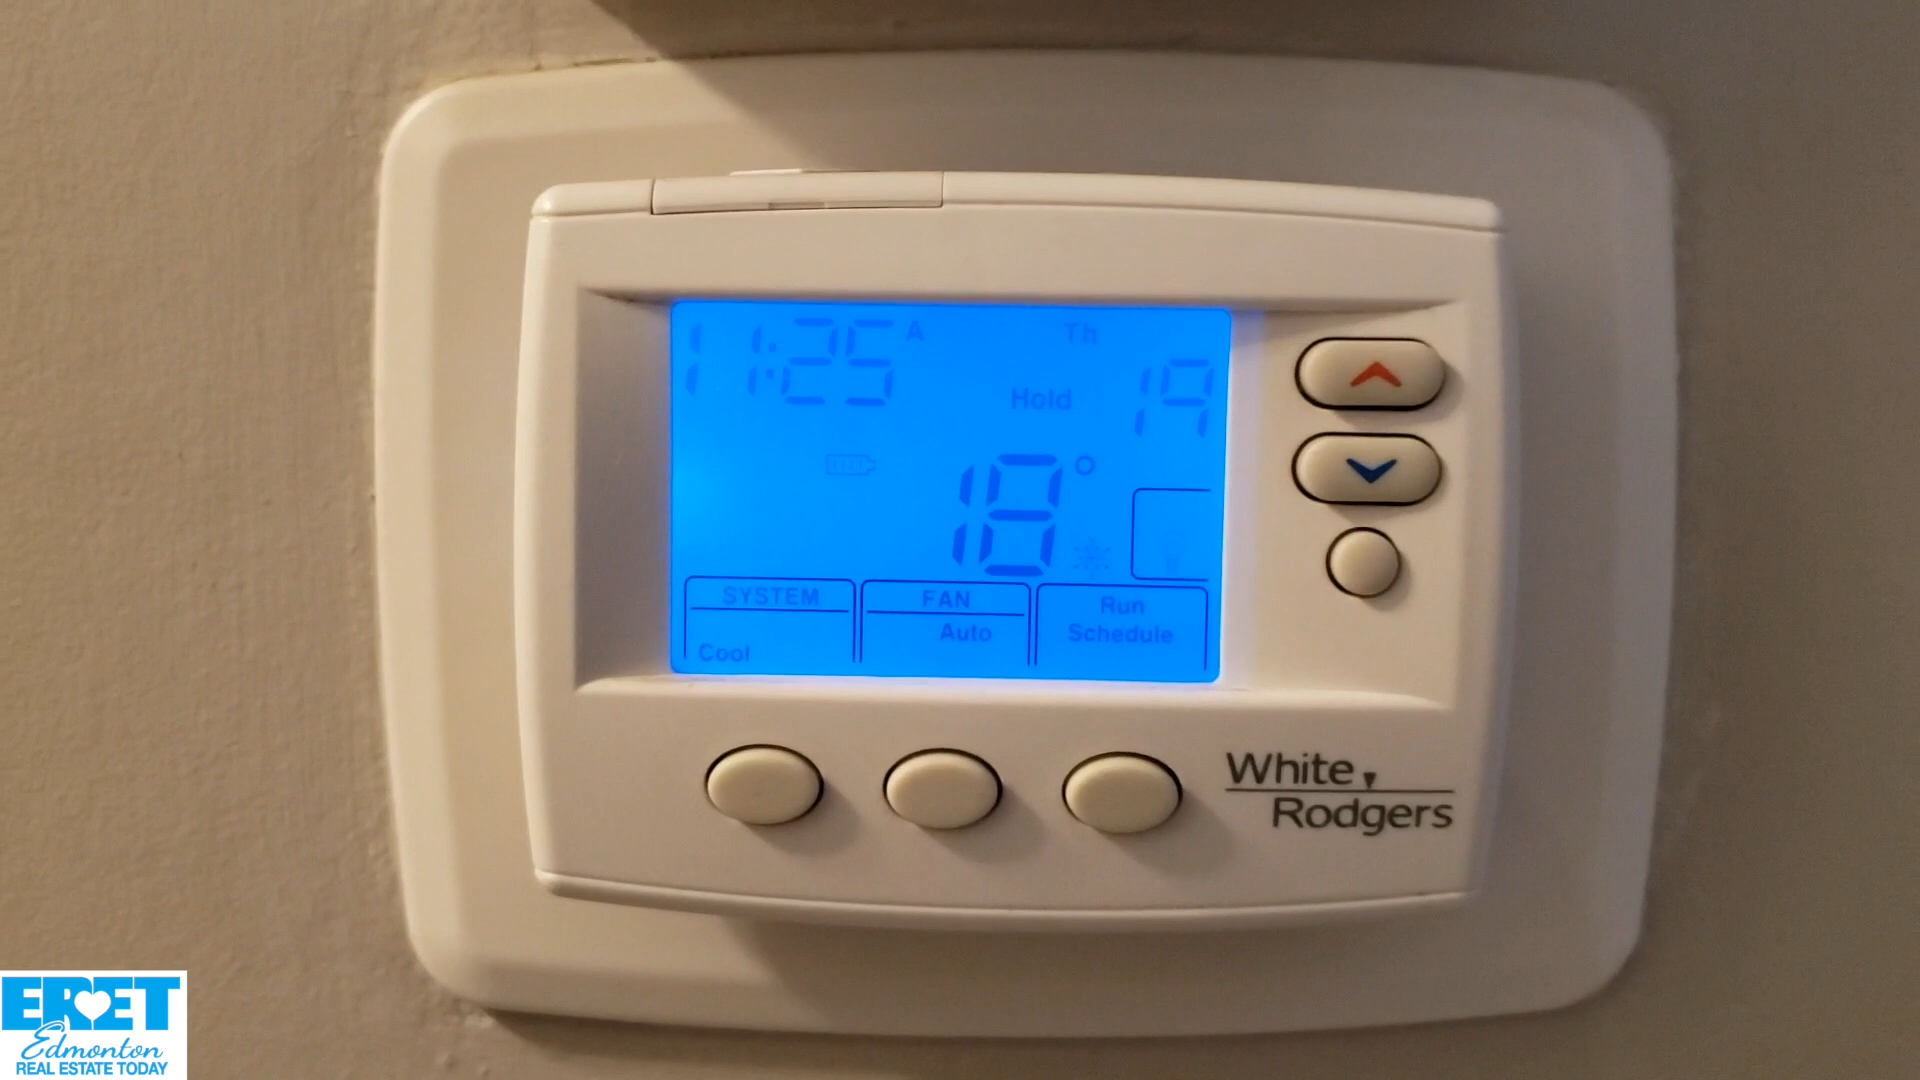 11:25 A
Th
Hold
19
18°
SYSTEM
Cool
FAN
Auto
Run
Schedule
White
Rodgers
ERET
Edmonton
REAL ESTATE TODAY